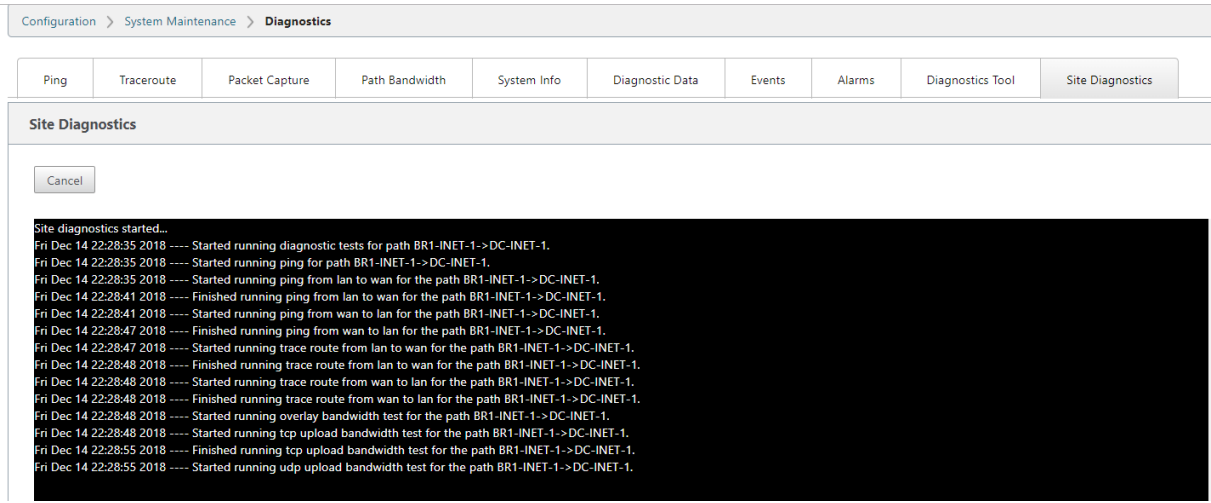 Configuration > System Maintenance > Diagnostics
Ping Traceroute Packet Capture Path Bandwidth System Info Diagnostic Data Events Alarms Diagnostics Tool Site Diagnostics
Site Diagnostics
Cancel
Site diagnostics started...
Fri Dec 14 22:28:35 2018 ---- Started running diagnostic tests for path BR1-INET-1->DC-INET-1.
Fri Dec 14 22:28:35 2018 ---- Started running ping for path BR1-INET-1->DC-INET-1.
Fri Dec 14 22:28:35 2018 ---- Started running ping from lan to wan for the path BR1-INET-1->DC-INET-1.
Fri Dec 14 22:28:41 2018 ---- Finished running ping from lan to wan for the path BR1-INET-1->DC-INET-1.
Fri Dec 14 22:28:41 2018 ---- Started running ping from wan to lan for the path BR1-INET-1->DC-INET-1.
Fri Dec 14 22:28:47 2018 ---- Finished running ping from wan to lan for the path BR1-INET-1->DC-INET-1.
Fri Dec 14 22:28:47 2018 ---- Started running trace route from lan to wan for the path BR1-INET-1->DC-INET-1.
Fri Dec 14 22:28:48 2018 ---- Finished running trace route from lan to wan for the path BR1-INET-1->DC-INET-1.
Fri Dec 14 22:28:48 2018 ---- Started running trace route from wan to lan for the path BR1-INET-1->DC-INET-1.
Fri Dec 14 22:28:48 2018 ---- Finished running trace route from wan to lan for the path BR1-INET-1->DC-INET-1.
Fri Dec 14 22:28:48 2018 ---- Started running overlay bandwidth test for the path BR1-INET-1->DC-INET-1.
Fri Dec 14 22:28:48 2018 ---- Started running tcp upload bandwidth test for the path BR1-INET-1->DC-INET-1.
Fri Dec 14 22:28:55 2018 ---- Finished running tcp upload bandwidth test for the path BR1-INET-1->DC-INET-1.
Fri Dec 14 22:28:55 2018 ---- Started running udp upload bandwidth test for the path BR1-INET-1->DC-INET-1.